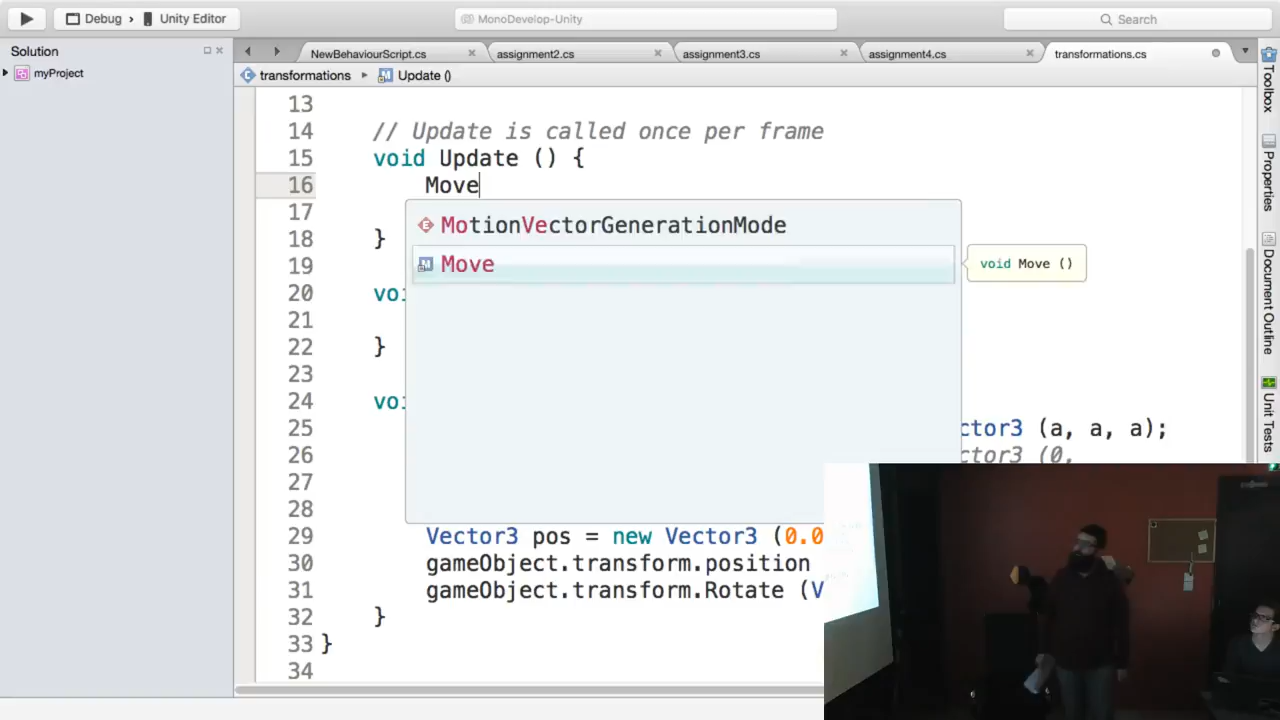 Debug › Unity Editor
MonoDevelop-Unity
Search
Solution
myProject
NewBehaviourScript.cs
assignment2.cs
assignment3.cs
assignment4.cs
transformations.cs
transformations
Update ()
13
14 // Update is called once per frame
15 void Update () {
16 Move
17
18 }
19
20 voi
21
22 }
23
24 voi
25 ctor3 (a, a, a);
26 ctor3 (0,
27
28
29 Vector3 pos = new Vector3 (0.0
30 gameObject.transform.position
31 gameObject.transform.Rotate (V
32 }
33 }
34
MotionVectorGenerationMode
Move
void Move ()
Toolbox
Properties
Document Outline
Unit Tests